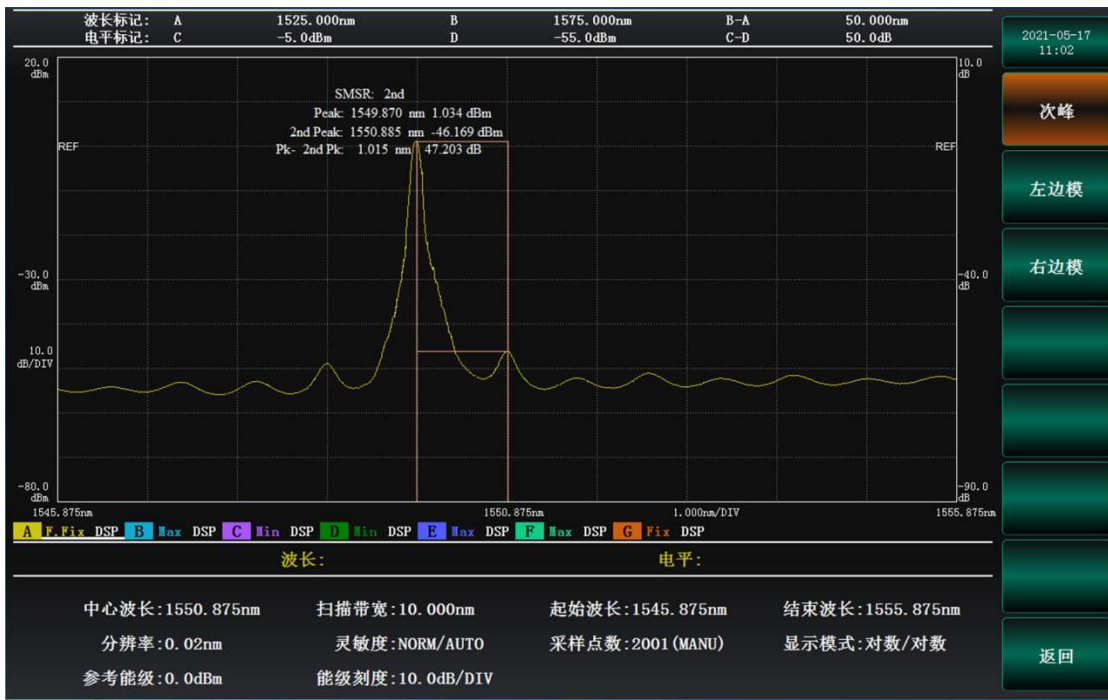 波长标记: A 1525.000nm B 1575.000nm B-A 50.000nm
电平标记: C -5.0dBm D -55.0dBm C-D 50.0dB
2021-05-17
11:02
20.0
dBm
10.0
dB
SMSR: 2nd
Peak: 1549.870 nm 1.034 dBm
2nd Peak: 1550.885 nm -46.169 dBm
Pk- 2nd Pk: 1.015 nm 47.203 dB
REF
REF
-30.0
dBm
-40.0
dB
10.0
dB/DIV
-80.0
dBm
-90.0
dB
1545.875nm 1550.875nm 1.000nm/DIV 1555.875nm
A F.Fix DSP B Max DSP C Min DSP D Min DSP E Max DSP F Max DSP G Fix DSP
波长: 电平:
中心波长:1550.875nm 扫描带宽:10.000nm 起始波长:1545.875nm 结束波长:1555.875nm
分辨率:0.02nm 灵敏度:NORM/AUTO 采样点数:2001(MANU) 显示模式:对数/对数
参考能级:0.0dBm 能级刻度:10.0dB/DIV
次峰
左边模
右边模
返回